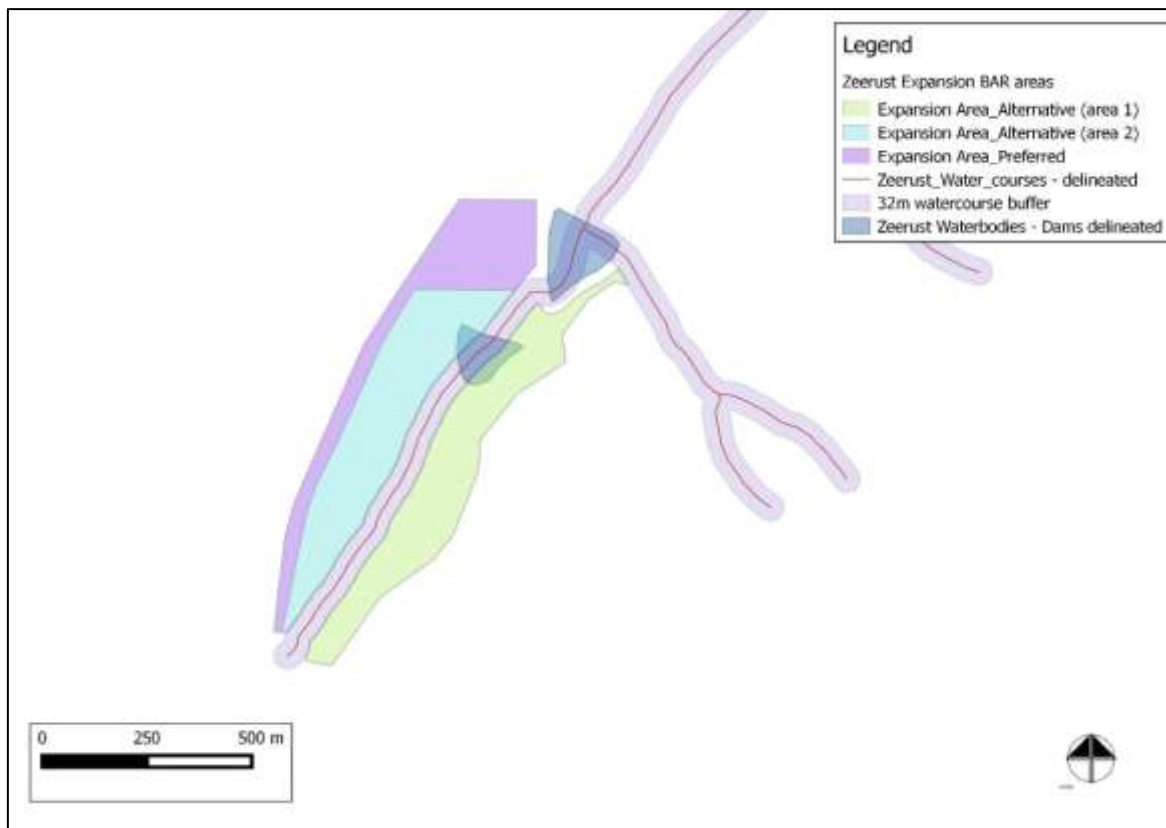 Legend
Zeerust Expansion BAR areas
Expansion Area_Alternative (area 1)
Expansion Area_Alternative (area 2)
Expansion Area_Preferred
Zeerust_Water_courses - delineated
32m watercourse buffer
Zeerust Waterbodies - Dams delineated
0 250 500 m